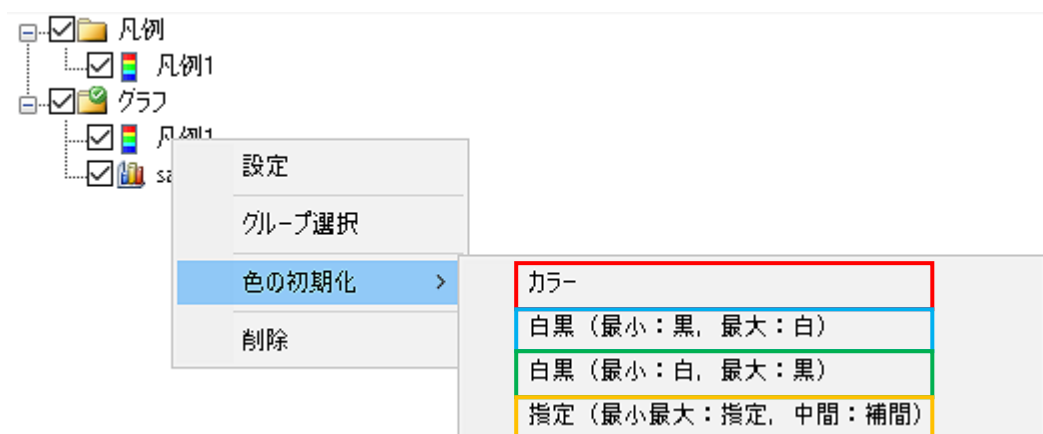 凡例
凡例1
グラフ
凡例1
設定
グループ選択
色の初期化 >
削除
カラー
白黒（最小：黒，最大：白）
白黒（最小：白，最大：黒）
指定（最小最大：指定，中間：補間）